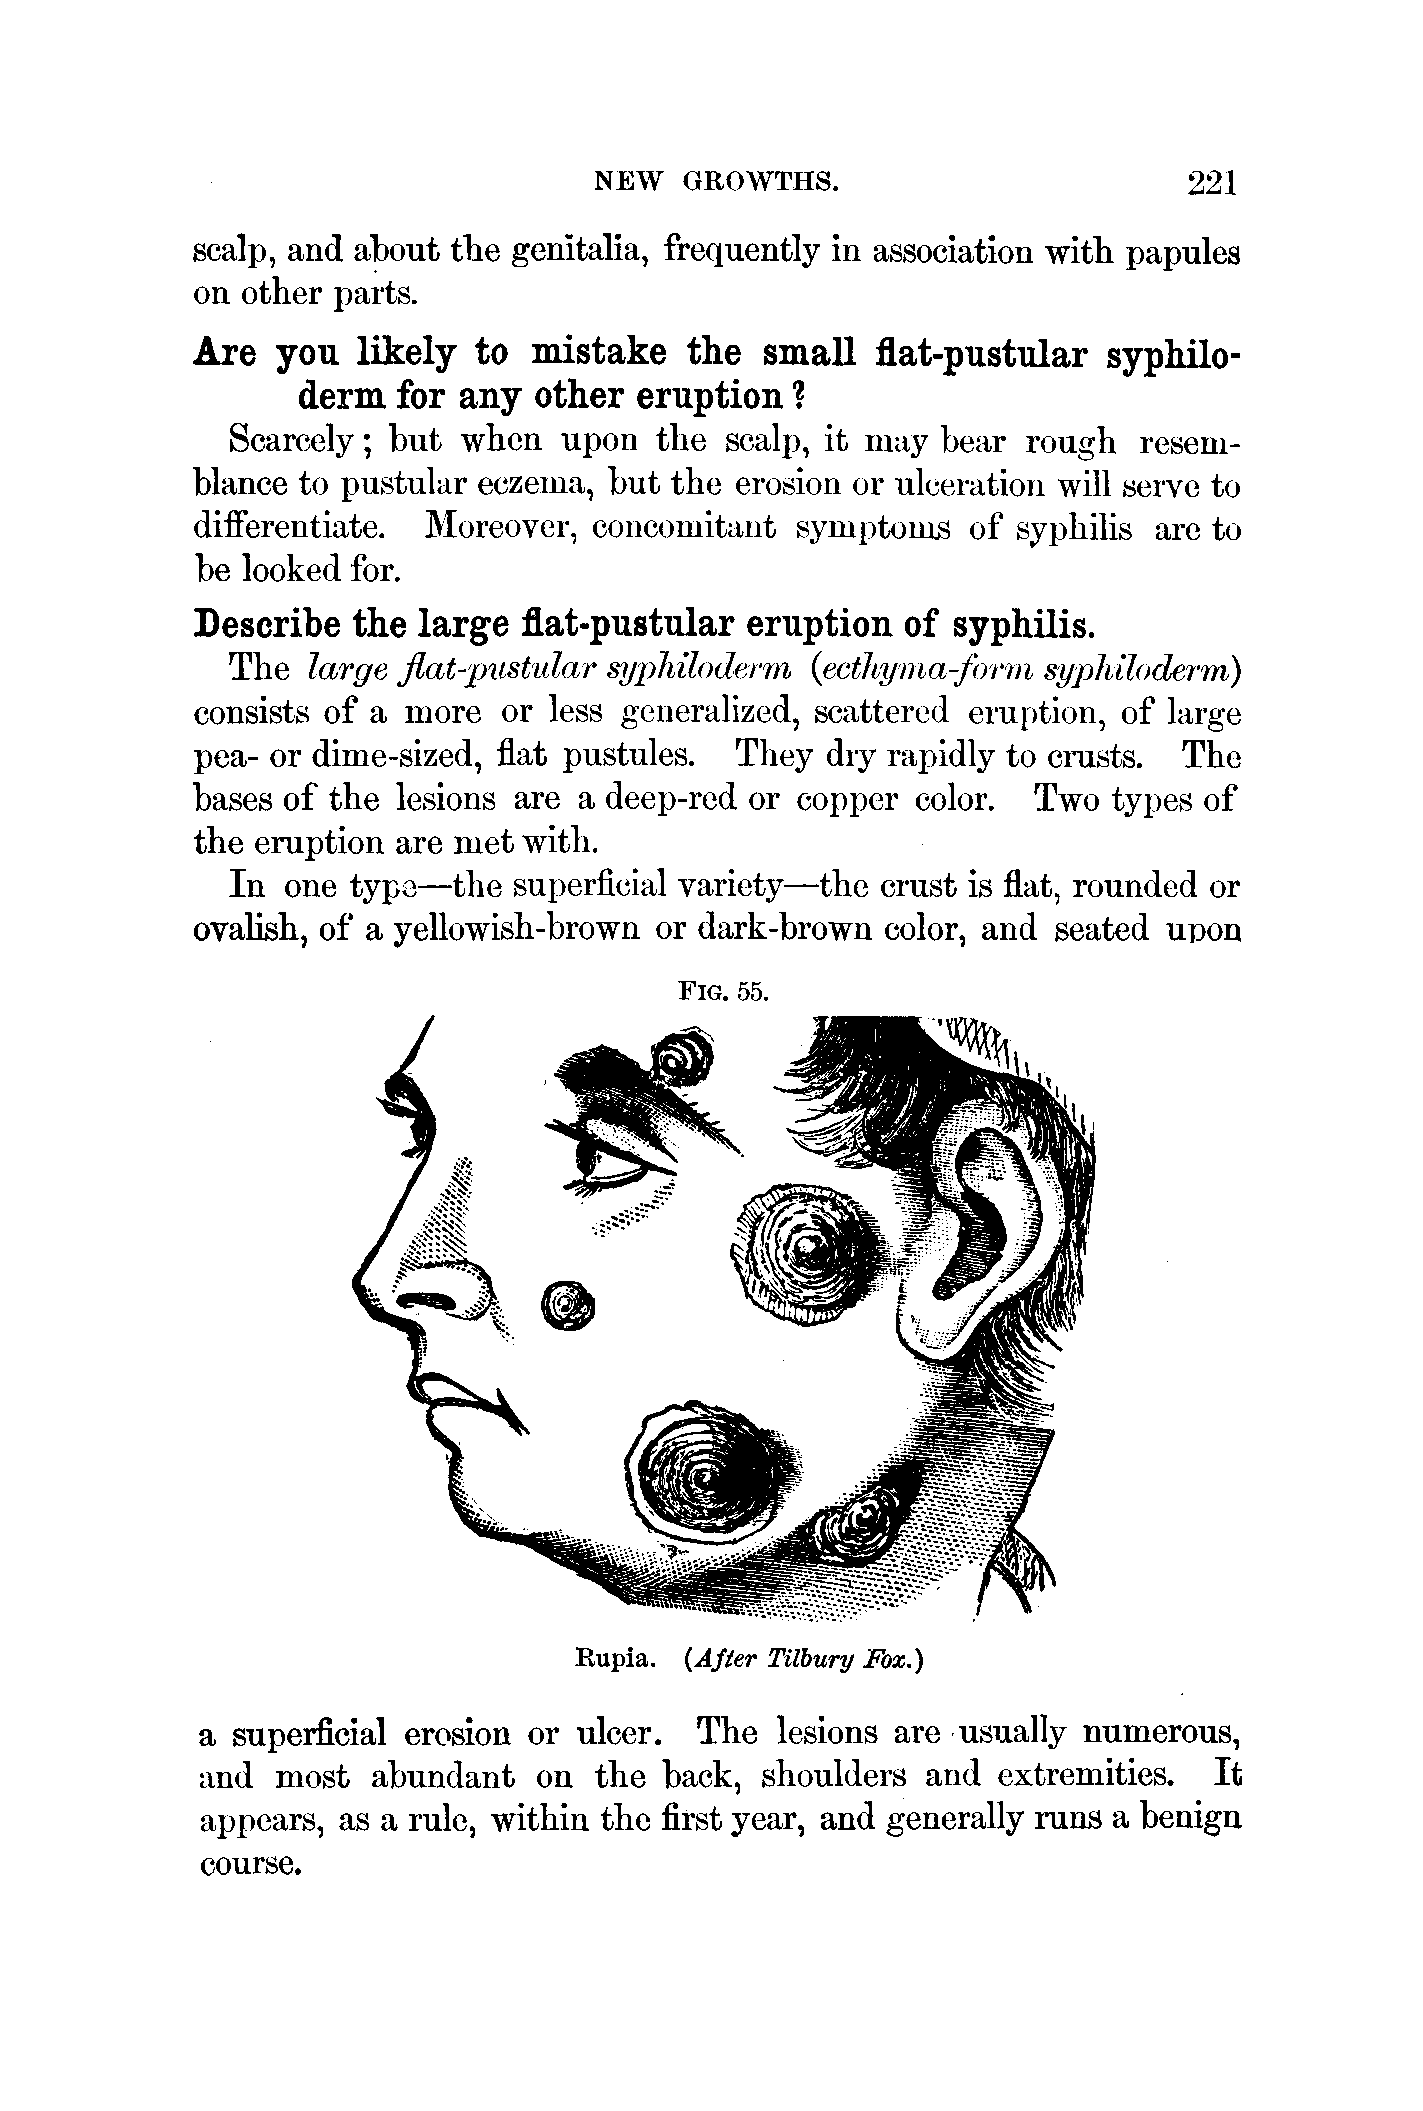 NEW GROWTHS. 221
scalp, and about the genitalia, frequently in association with papules
on other parts.
Are you likely to mistake the small flat-pustular syphilo-
derm for any other eruption ?
Scarcely ; but when upon the scalp, it may bear rough resem-
blance to pustular eczema, but the erosion or ulceration will serve to
differentiate. Moreover, concomitant symptoms of syphilis are to
be looked for.
Describe the large flat-pustular eruption of syphilis.
The large flat-pustular syphiloderm (ecthyma-form syphiloderm)
consists of a more or less generalized, scattered eruption, of large
pea- or dime-sized, flat pustules. They dry rapidly to crusts. The
bases of the lesions are a deep-red or copper color. Two types of
the eruption are met with.
In one type—the superficial variety—the crust is flat, rounded or
ovalish, of a yellowish-brown or dark-brown color, and seated upon
FIG. 55.
Rupia. (After Tilbury Fox.)
a superficial erosion or ulcer. The lesions are usually numerous,
and most abundant on the back, shoulders and extremities. It
appears, as a rule, within the first year, and generally runs a benign
course.